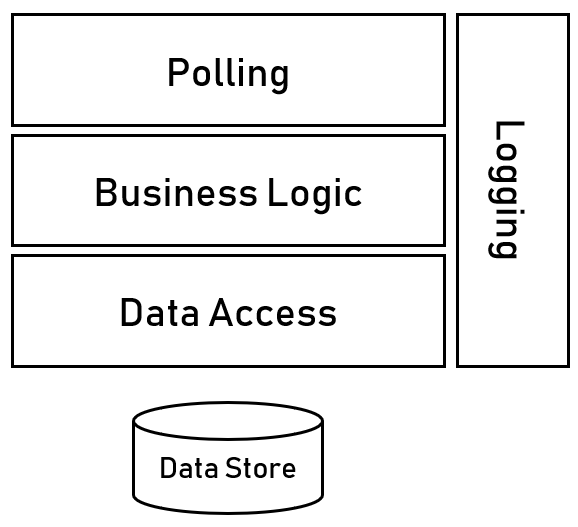 Polling
Business Logic
Data Access
Logging
Data Store